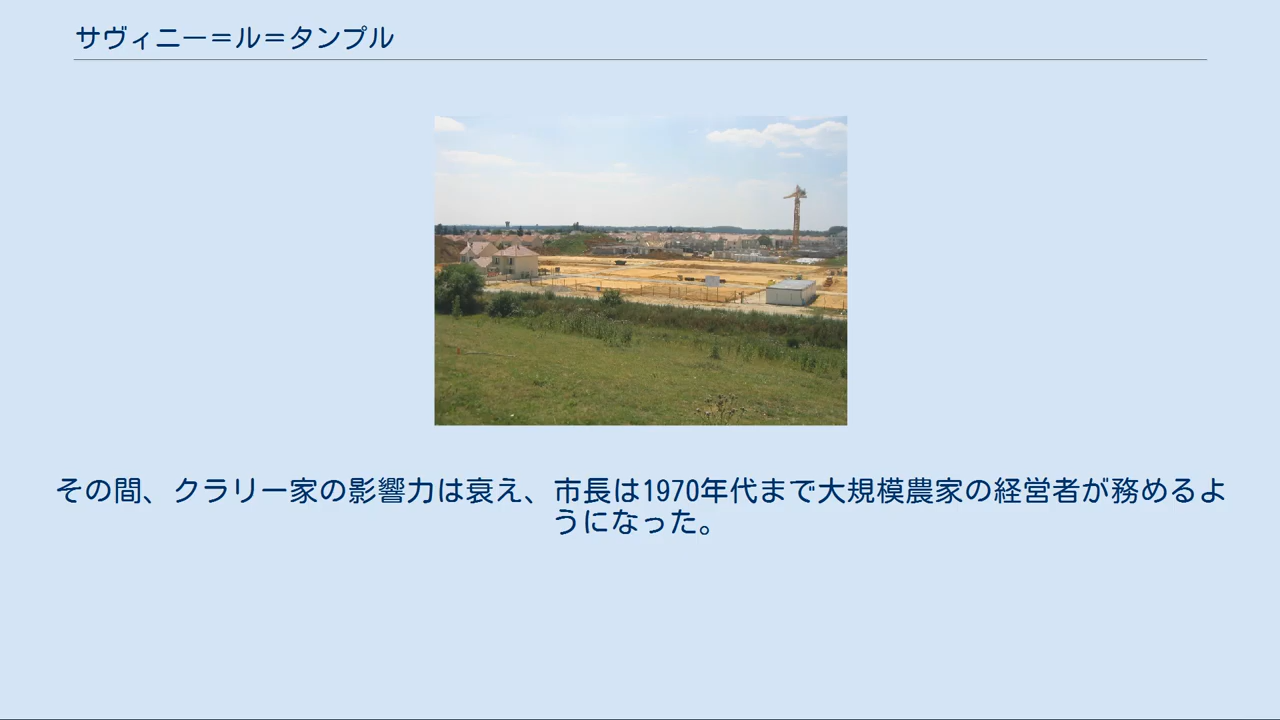 サヴィニー＝ル＝タンプル
その間、クラリー家の影響力は衰え、市長は1970年代まで大規模農家の経営者が務めるよ
うになった。